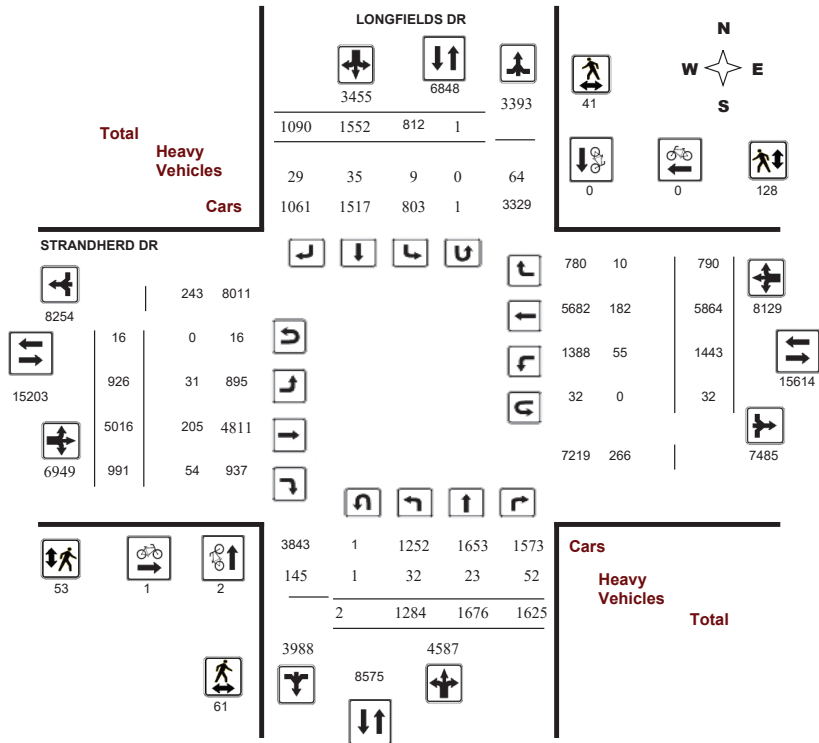 LONGFIELDS DR
N
W E
S
3455 6848 3393 41
1090 1552 812 1
Total
Heavy
Vehicles
29 35 9 0 64
0 0 128
Cars 1061 1517 803 1 3329
STRANDHERD DR
780 10 790
243 8011
8254
5682 182 5864 8129
16 0 16
1388 55 1443
15203 926 31 895
15614
32 0 32
5016 205 4811
6949 991 54 937
7219 266 7485
3843 1 1252 1653 1573 Cars
145 1 32 23 52 Heavy
Vehicles
53 1 2
2 1284 1676 1625 Total
3988 4587
8575
61